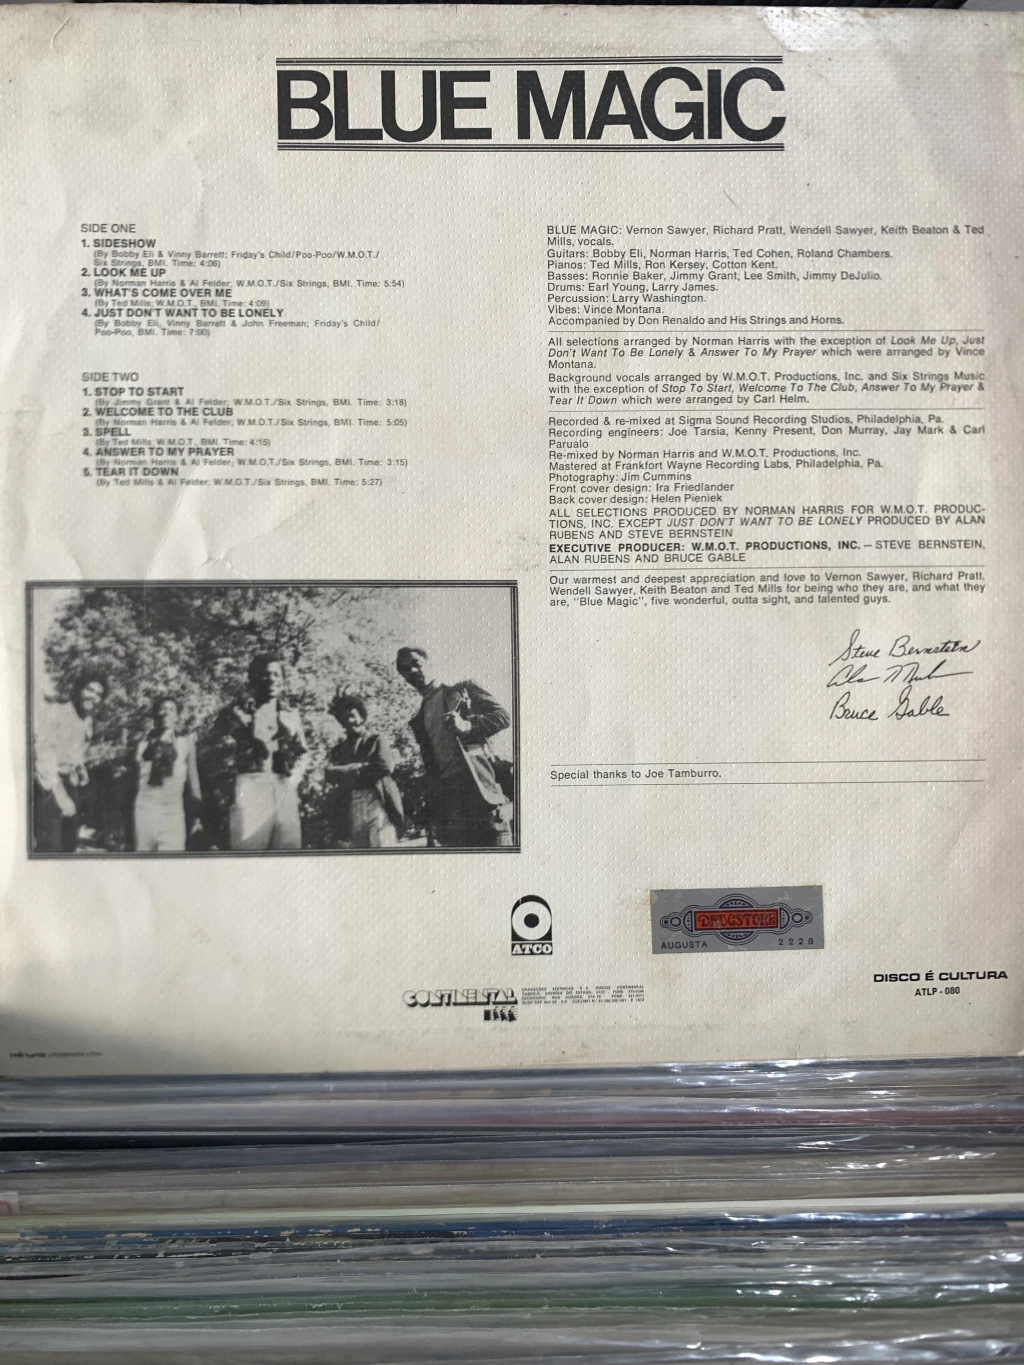 BLUE MAGIC
SIDE ONE
1. SIDESHOW
(By Bobby Eli & Vinny Barrett; Friday's Child/Poo-Poo/W.M.O.T./
Six Strings, BMI. Time: 4:06)
2. LOOK ME UP
(By Norman Harris & Al Felder; W.M.O.T./Six Strings, BMI. Time: 5:54)
3. WHAT'S COME OVER ME
(By Ted Mills; W.M.O.T., BMI. Time: 4:09)
4. JUST DON'T WANT TO BE LONELY
(By Bobby Eli, Vinny Barrett & John Freeman; Friday's Child/
Poo-Poo, BMI. Time: 7:00)
SIDE TWO
1. STOP TO START
(By Jimmy Grant & Al Felder; W.M.O.T./Six Strings, BMI. Time: 3:18)
2. WELCOME TO THE CLUB
(By Norman Harris & Al Felder; W.M.O.T./Six Strings, BMI. Time: 5:05)
3. SPELL
(By Ted Mills; W.M.O.T., BMI. Time: 4:15)
4. ANSWER TO MY PRAYER
(By Norman Harris & Al Felder; W.M.O.T./Six Strings, BMI. Time: 3:15)
5. TEAR IT DOWN
(By Ted Mills & Al Felder; W.M.O.T./Six Strings, BMI. Time: 5:27)
BLUE MAGIC: Vernon Sawyer, Richard Pratt, Wendell Sawyer, Keith Beaton & Ted
Mills, vocals.
Guitars: Bobby Eli, Norman Harris, Ted Cohen, Roland Chambers.
Pianos: Ted Mills, Ron Kersey, Cotton Kent.
Basses: Ronnie Baker, Jimmy Grant, Lee Smith, Jimmy DeJulio.
Drums: Earl Young, Larry James.
Percussion: Larry Washington.
Vibes: Vince Montana.
Accompanied by Don Renaldo and His Strings and Horns.
All selections arranged by Norman Harris with the exception of Look Me Up, Just
Don't Want To Be Lonely & Answer To My Prayer which were arranged by Vince
Montana.
Background vocals arranged by W.M.O.T. Productions, Inc. and Six Strings Music
with the exception of Stop To Start, Welcome To The Club, Answer To My Prayer &
Tear It Down which were arranged by Carl Helm.
Recorded & re-mixed at Sigma Sound Recording Studios, Philadelphia, Pa.
Recording engineers: Joe Tarsia, Kenny Present, Don Murray, Jay Mark & Carl
Parualo
Re-mixed by Norman Harris and W.M.O.T. Productions, Inc.
Mastered at Frankfort Wayne Recording Labs, Philadelphia, Pa.
Photography: Jim Cummins
Front cover design: Ira Friedlander
Back cover design: Helen Pieniek
ALL SELECTIONS PRODUCED BY NORMAN HARRIS FOR W.M.O.T. PRODUC-
TIONS, INC. EXCEPT JUST DON'T WANT TO BE LONELY PRODUCED BY ALAN
RUBENS AND STEVE BERNSTEIN
EXECUTIVE PRODUCER: W.M.O.T. PRODUCTIONS, INC. — STEVE BERNSTEIN,
ALAN RUBENS AND BRUCE GABLE
Our warmest and deepest appreciation and love to Vernon Sawyer, Richard Pratt,
Wendell Sawyer, Keith Beaton and Ted Mills for being who they are, and what they
are, "Blue Magic", five wonderful, outta sight, and talented guys.
Steve Bernstein
Bruce Gable
Special thanks to Joe Tamburro.
ATCO
DRUGSTORE
AUGUSTA 2228
CONTINENTAL
DISCO É CULTURA
ATLP - 080